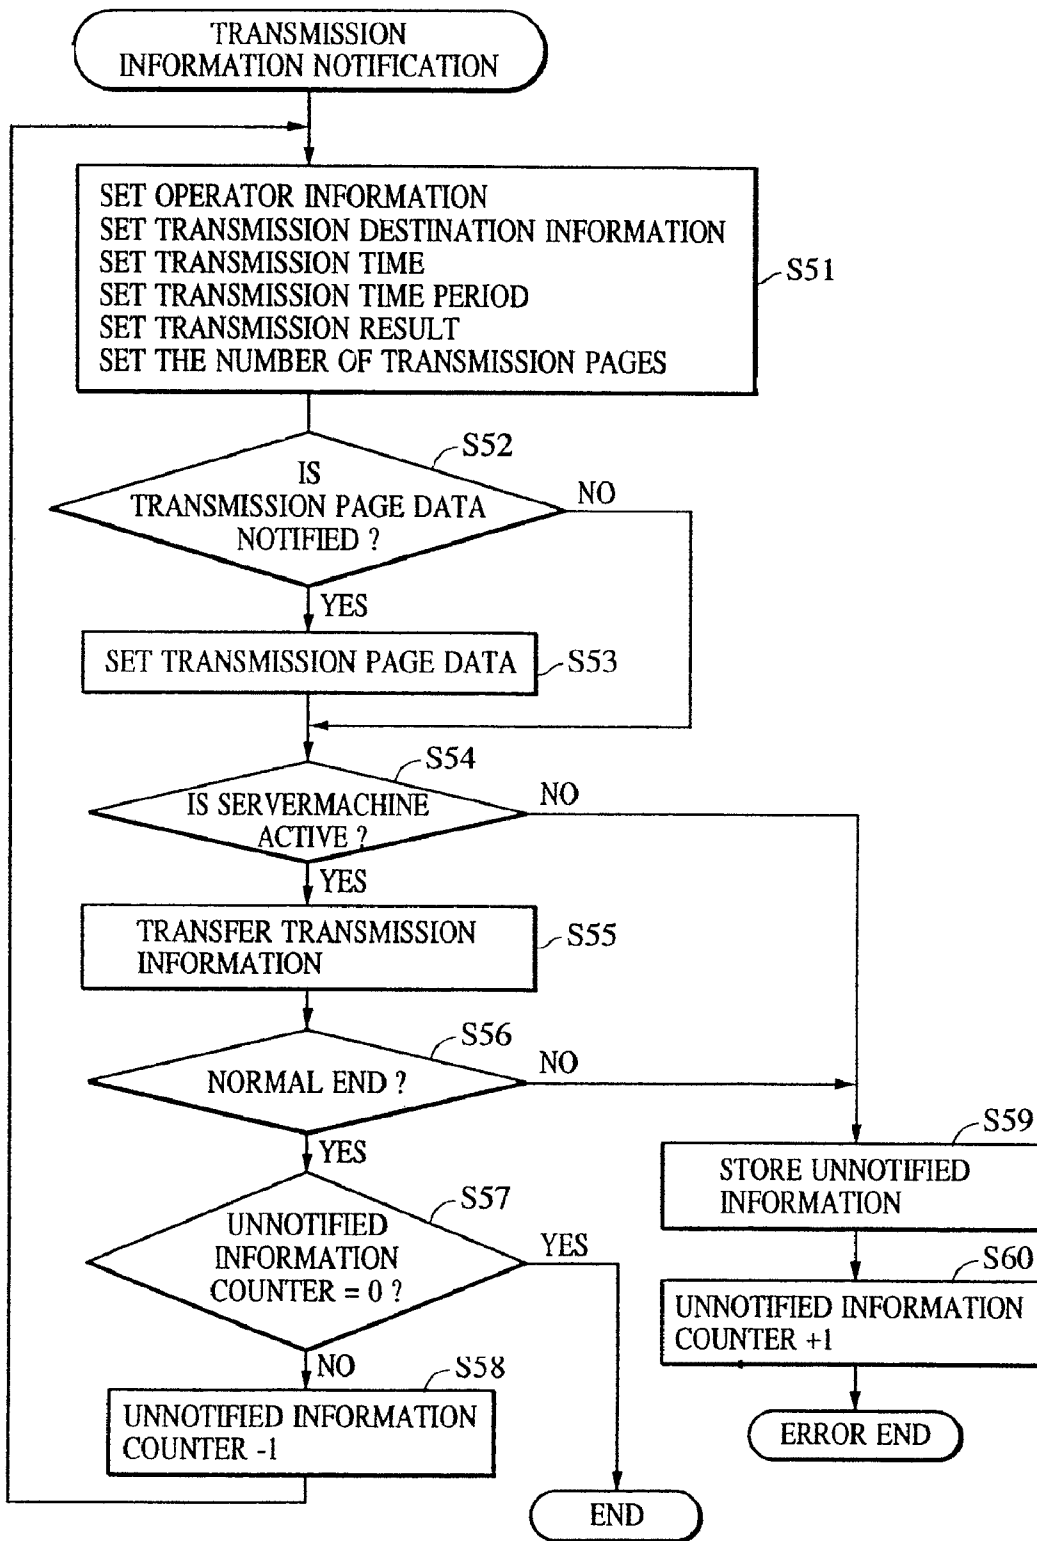 TRANSMISSION
INFORMATION NOTIFICATION
SET OPERATOR INFORMATION
SET TRANSMISSION DESTINATION INFORMATION
SET TRANSMISSION TIME
SET TRANSMISSION TIME PERIOD
SET TRANSMISSION RESULT
SET THE NUMBER OF TRANSMISSION PAGES
S51
S52
IS
TRANSMISSION PAGE DATA
NOTIFIED ?
NO
YES
SET TRANSMISSION PAGE DATA
S53
S54
IS SERVERMACHINE
ACTIVE ?
NO
YES
TRANSFER TRANSMISSION
INFORMATION
S55
S56
NORMAL END ?
NO
YES
S57
UNNOTIFIED
INFORMATION
COUNTER = 0 ?
YES
NO
S58
UNNOTIFIED INFORMATION
COUNTER -1
S59
STORE UNNOTIFIED
INFORMATION
S60
UNNOTIFIED INFORMATION
COUNTER +1
ERROR END
END